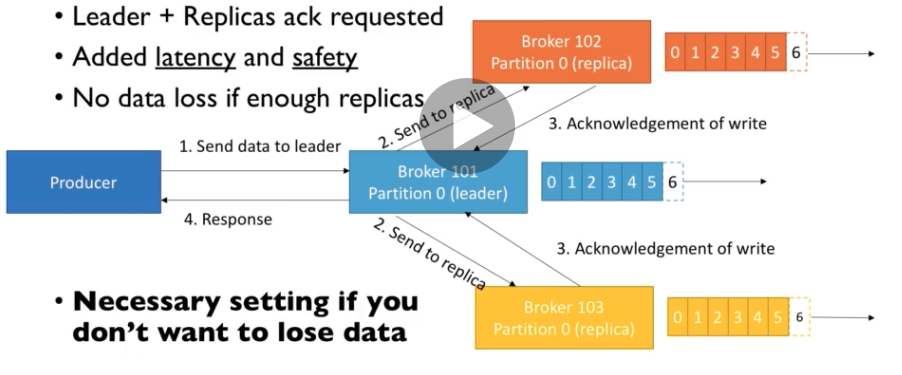 • Leader + Replicas ack requested
• Added latency and safety
• No data loss if enough replicas
Broker 102
Partition 0 (replica)
0 1 2 3 4 5 6
2. Send to replica
3. Acknowledgement of write
1. Send data to leader
Producer
Broker 101
Partition 0 (leader)
0 1 2 3 4 5 6
4. Response
2. Send to replica
3. Acknowledgement of write
• Necessary setting if you
don't want to lose data
Broker 103
Partition 0 (replica)
0 1 2 3 4 5 6